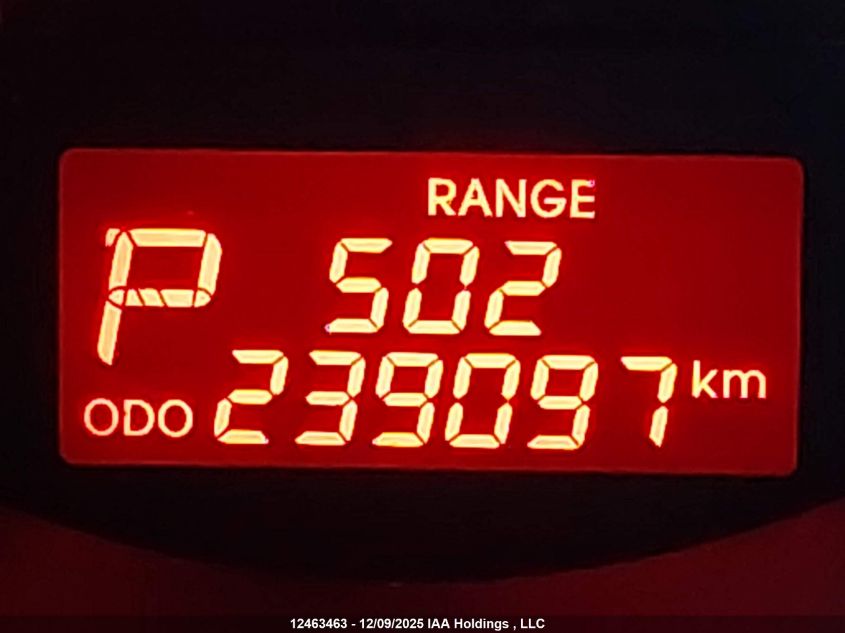 RANGE
P 502
ODO 239097 km
12463463 - 12/09/2025 IAA Holdings , LLC